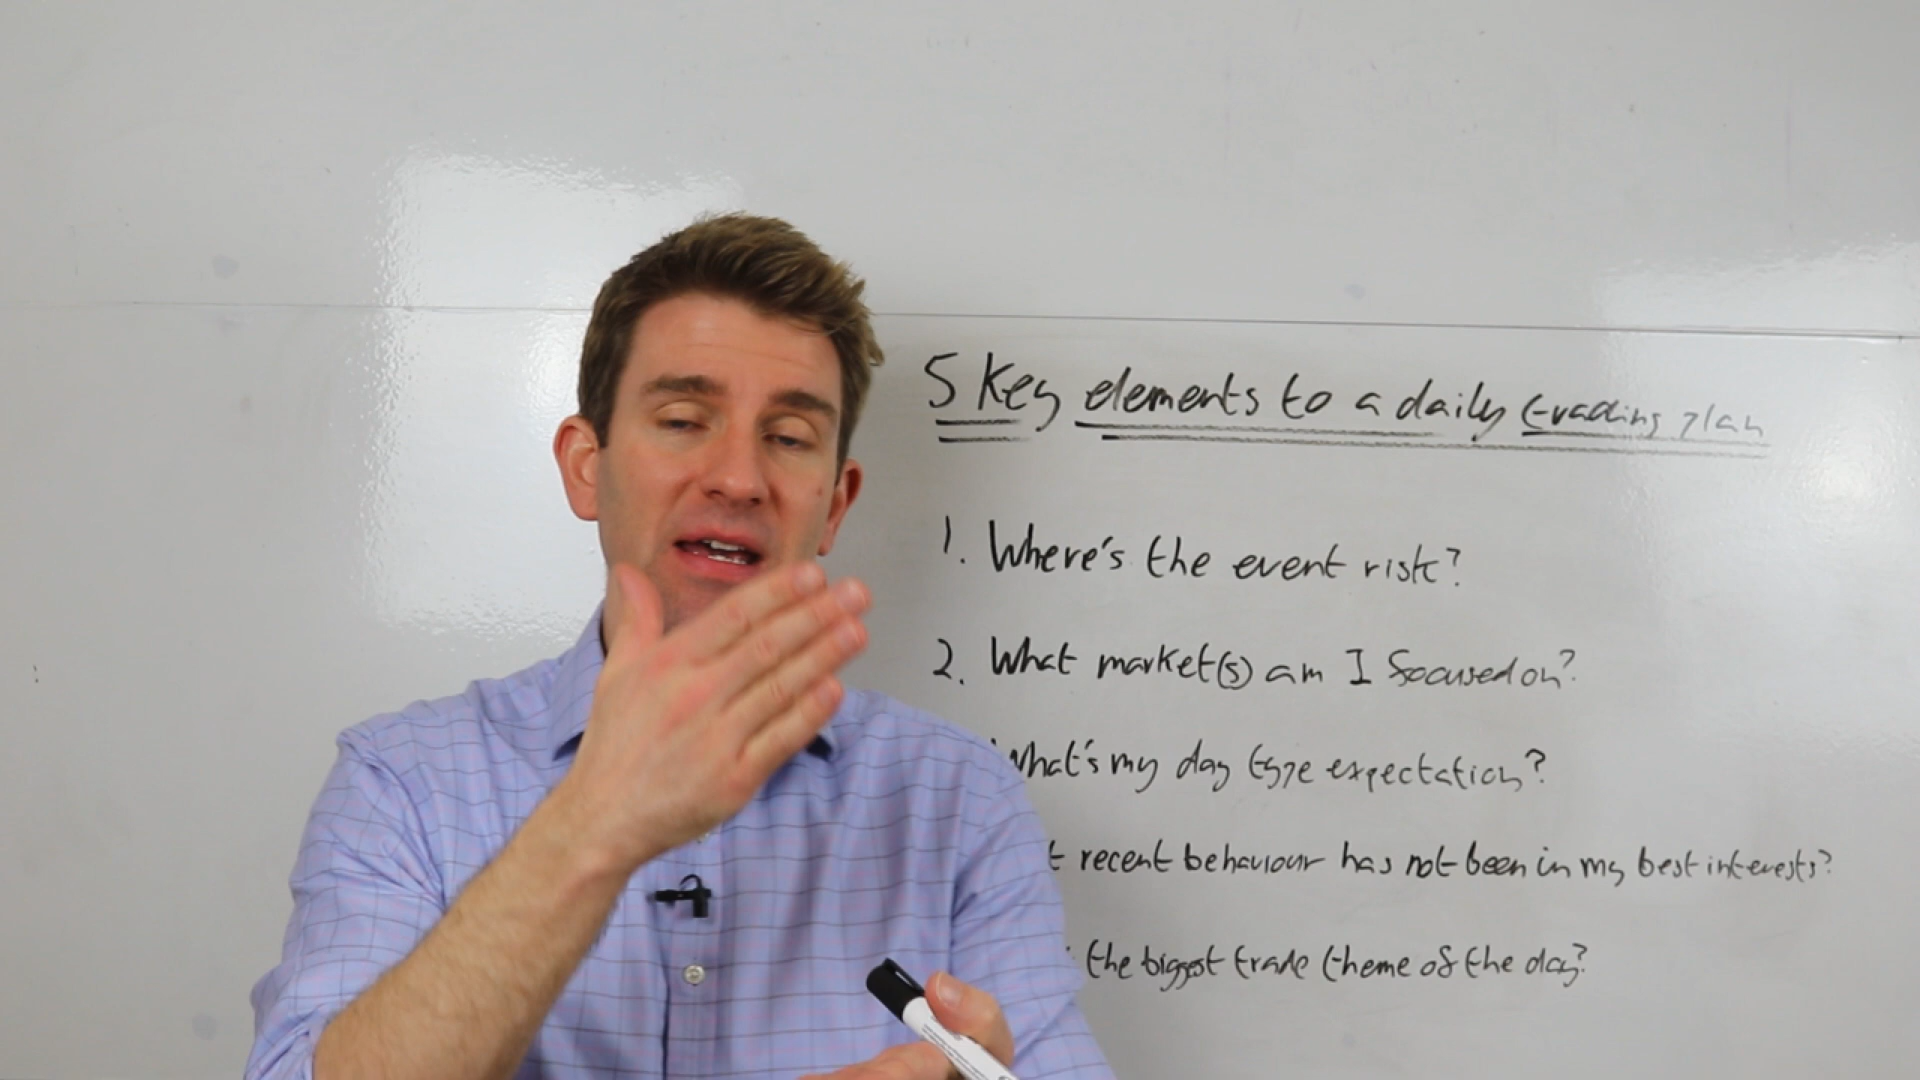 5 Key elements to a daily trading plan
1. Where's the event risk?
2. What market(s) am I focused on?
What's my day type expectation?
recent behaviour has not been in my best interests?
the biggest trade theme of the day?